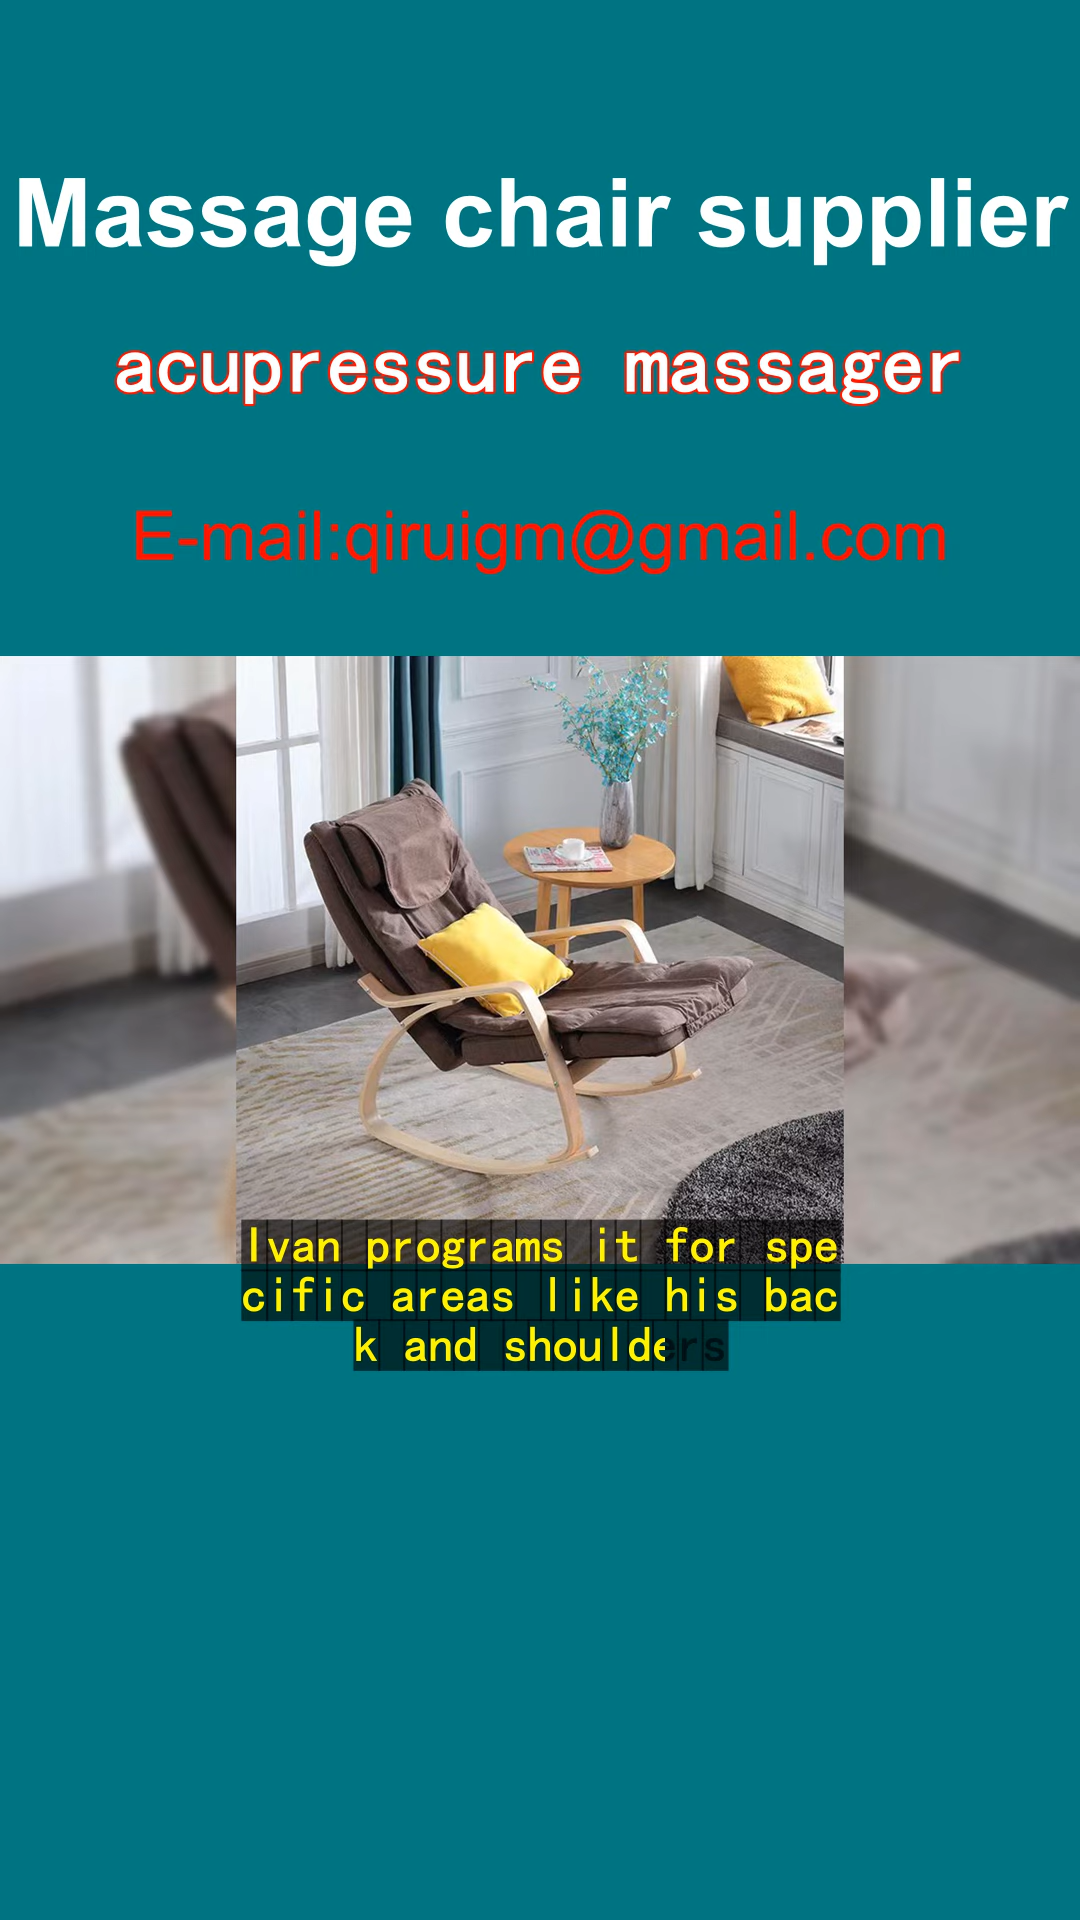 Massage chair supplier
acupressure massager
E-mail:qiruigm@gmail.com
Ivan programs it for spe
cific areas like his bac
k and shoulders